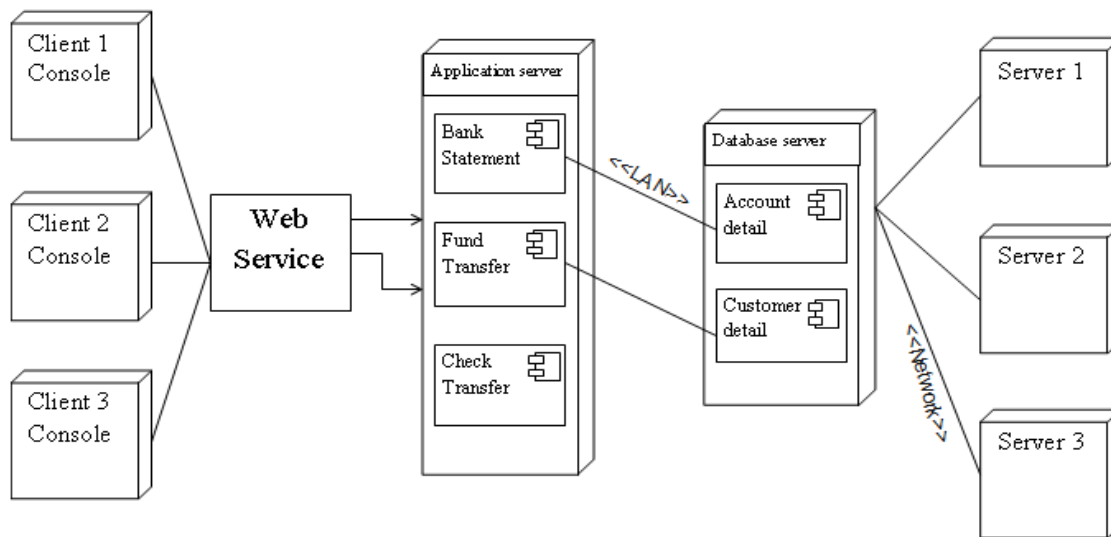 Client 1
Console
Client 2
Console
Client 3
Console
Web
Service
Application server
Bank
Statement
Fund
Transfer
Check
Transfer
<<LAN>>
Database server
Account
detail
Customer
detail
<<Network>>
Server 1
Server 2
Server 3